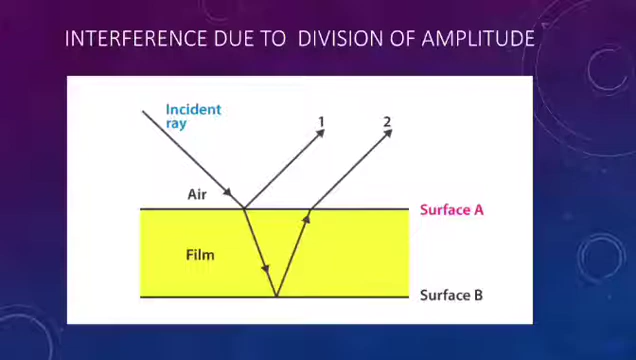 INTERFERENCE DUE TO DIVISION OF AMPLITUDE
Incident
ray
1
2
Air
Surface A
Film
Surface B